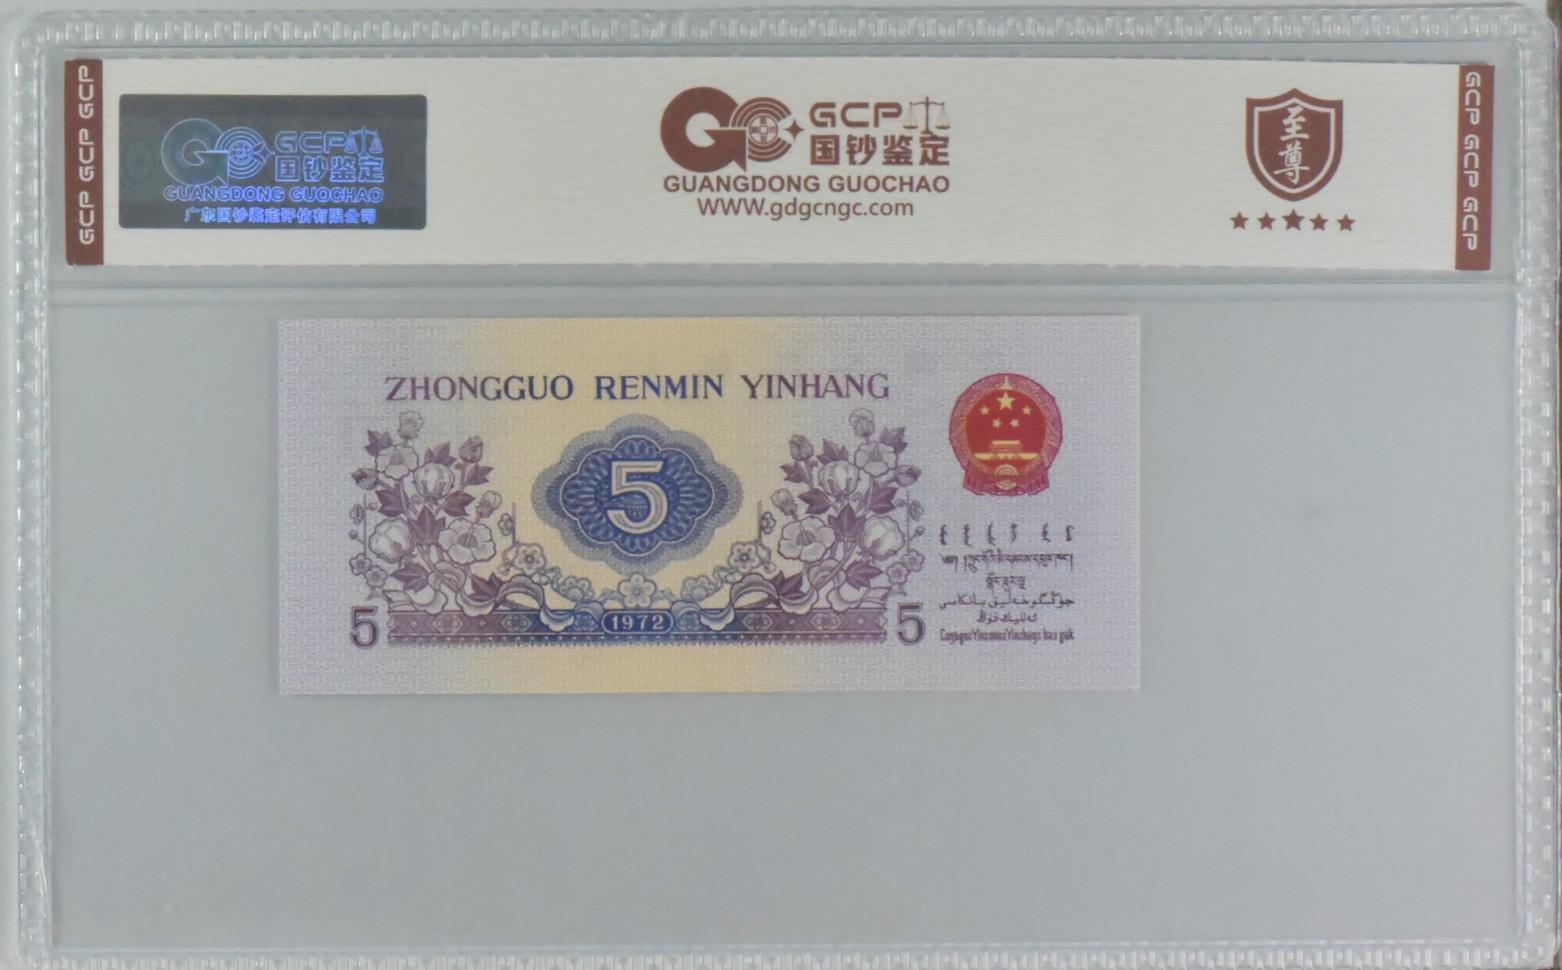 GCP GCP GCP
GCP
国钞鉴定
GUANGDONG GUOCHAO
广东国钞鉴定评估有限公司
GCP
国钞鉴定
GUANGDONG GUOCHAO
WWW.gdgcngc.com
至尊
GCP GCP GCP
ZHONGGUO RENMIN YINHANG
5
5
1972
5